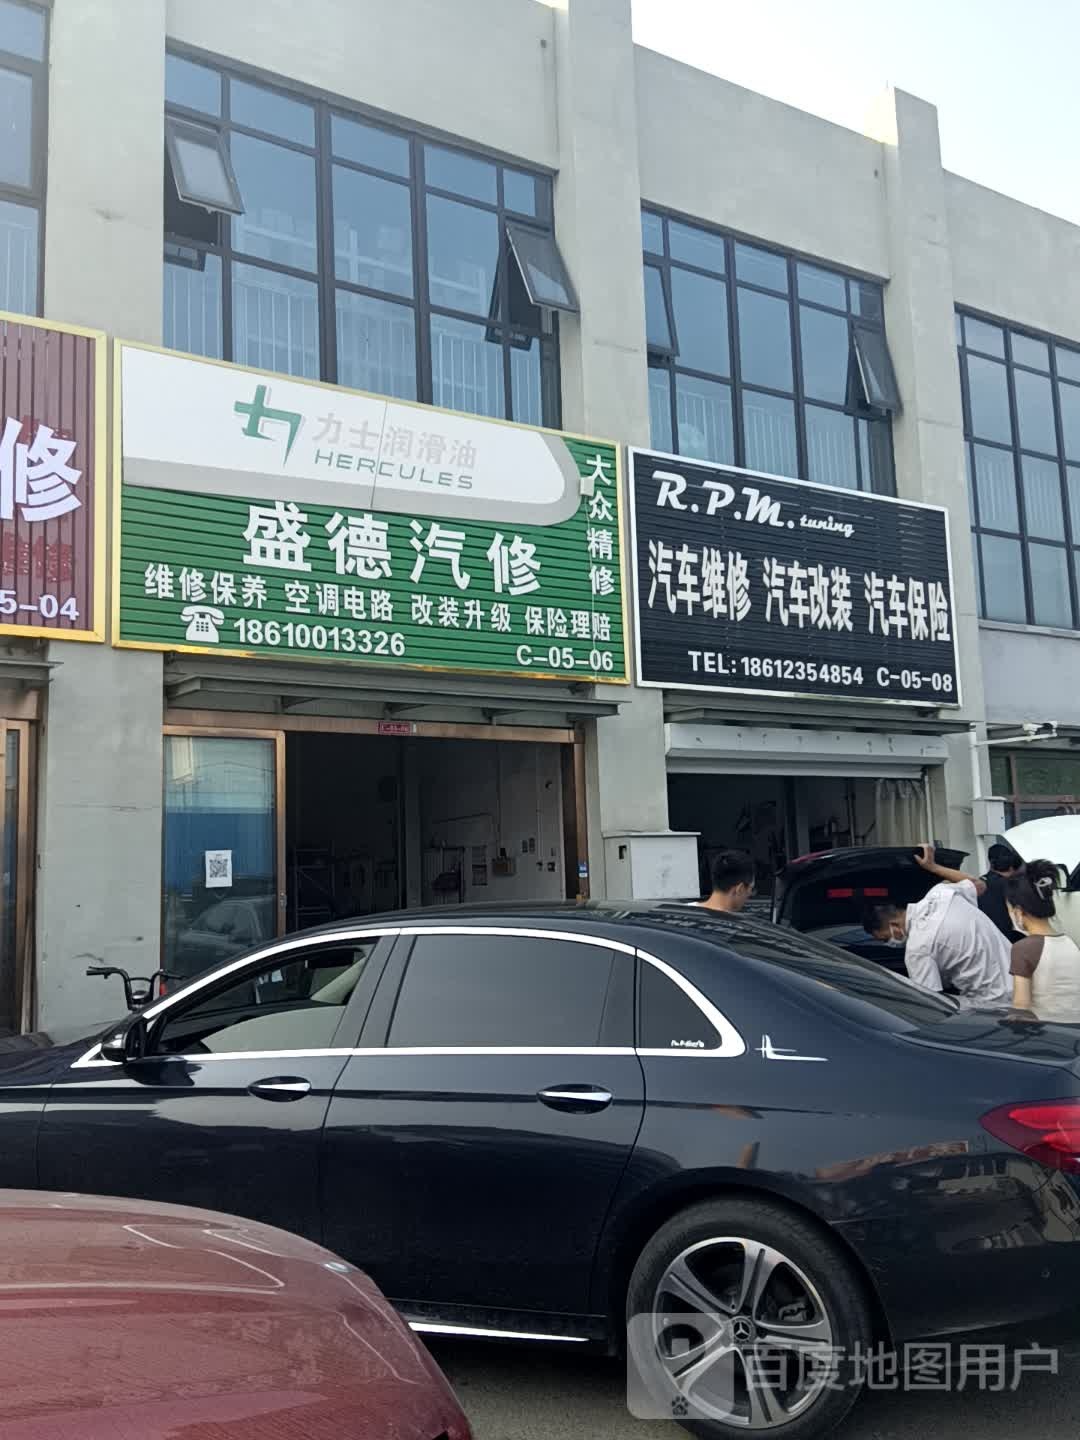 修
5-04
力士润滑油
HERCULES
大众精修
盛德汽修
维修保养 空调电路 改装升级 保险理赔
18610013326
C-05-06
R.P.M. tuning
汽车维修 汽车改装 汽车保险
TEL:18612354854 C-05-08
百度地图用户